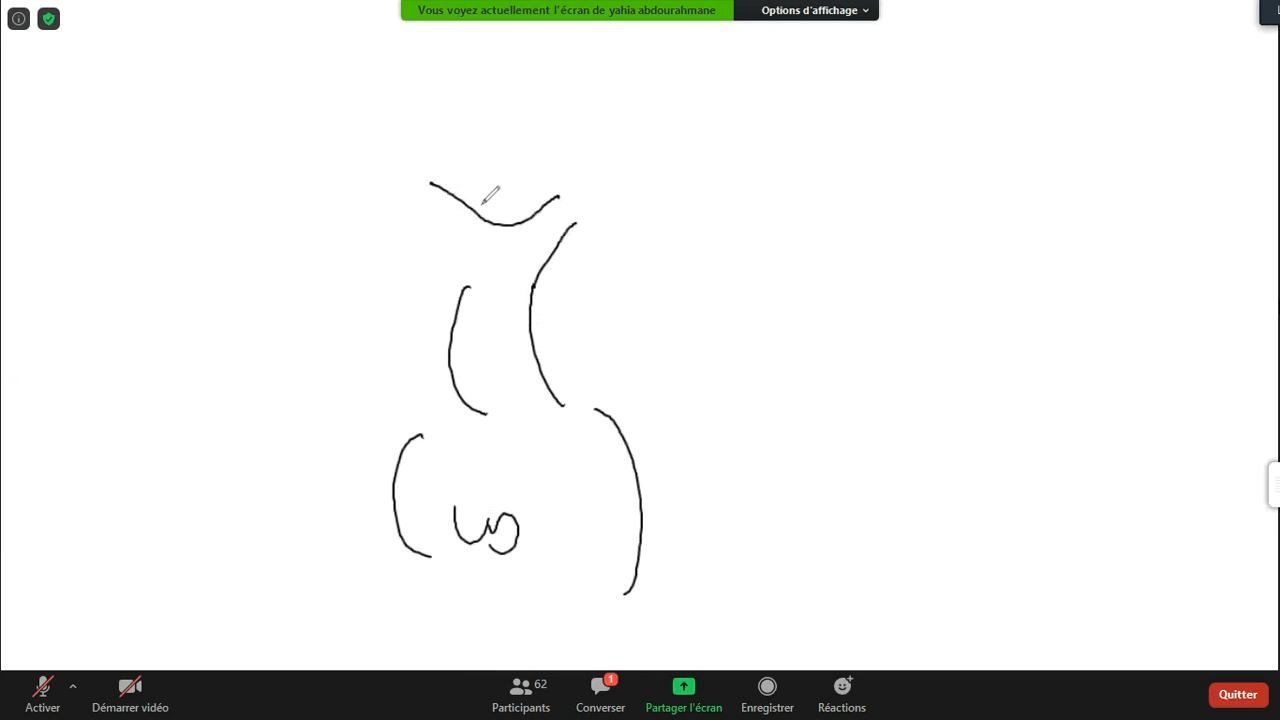 Vous voyez actuellement l'écran de yahia abdourahmane
Options d'affichage
Activer
Démarrer vidéo
62
Participants
1
Converser
Partager l'écran
Enregistrer
Réactions
Quitter